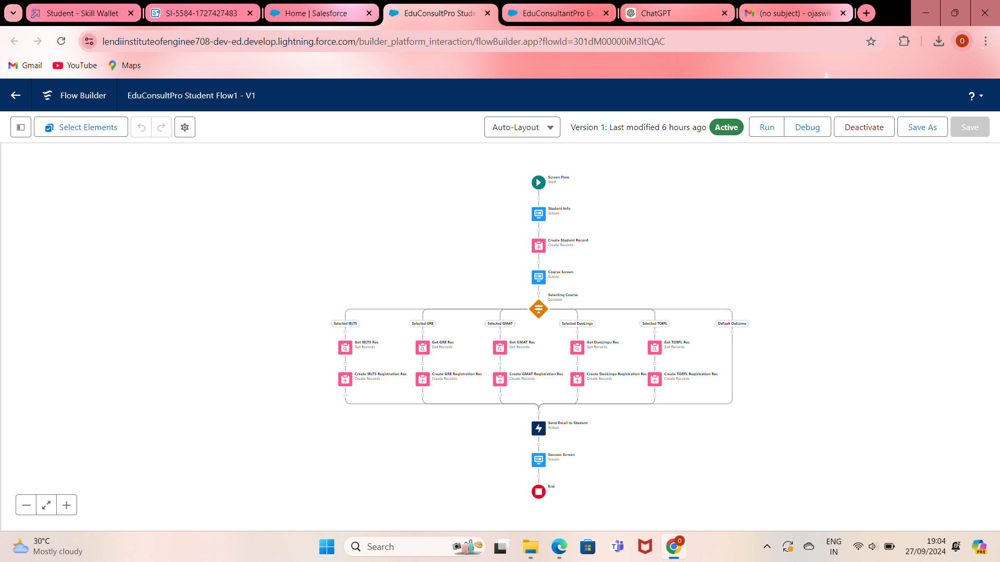 Student - Skill Wallet
SI-5584-1727427483
Home | Salesforce
EduConsultPro Stude
EduConsultantPro Ex
ChatGPT
(no subject) - ojaswik
lendiinstituteofenginee708-dev-ed.develop.lightning.force.com/builder_platform_interaction/flowBuilder.app?flowId=301dM00000iM3ltQAC
O
Gmail
YouTube
Maps
Flow Builder
EduConsultPro Student Flow1 - V1
?
Select Elements
Auto-Layout
Version 1: Last modified 6 hours ago
Active
Run
Debug
Deactivate
Save As
Save
Screen Flow
Start
Student Info
Screen
Create Student Record
Create Records
Course Screen
Screen
Selecting Course
Decision
Selected IELTS
Selected GRE
Selected GMAT
Selected DuoLingo
Selected TOEFL
Default Outcome
Get IELTS Rec
Get Records
Get GRE Rec
Get Records
Get GMAT Rec
Get Records
Get DuoLingo Rec
Get Records
Get TOEFL Rec
Get Records
Create IELTS Registration Rec
Create Records
Create GRE Registration Rec
Create Records
Create GMAT Registration Rec
Create Records
Create DuoLingo Registration Rec
Create Records
Create TOEFL Registration Rec
Create Records
Send Email to Student
Action
Success Screen
Screen
End
30°C
Mostly cloudy
Search
ENG
IN
19:04
27/09/2024
PRE